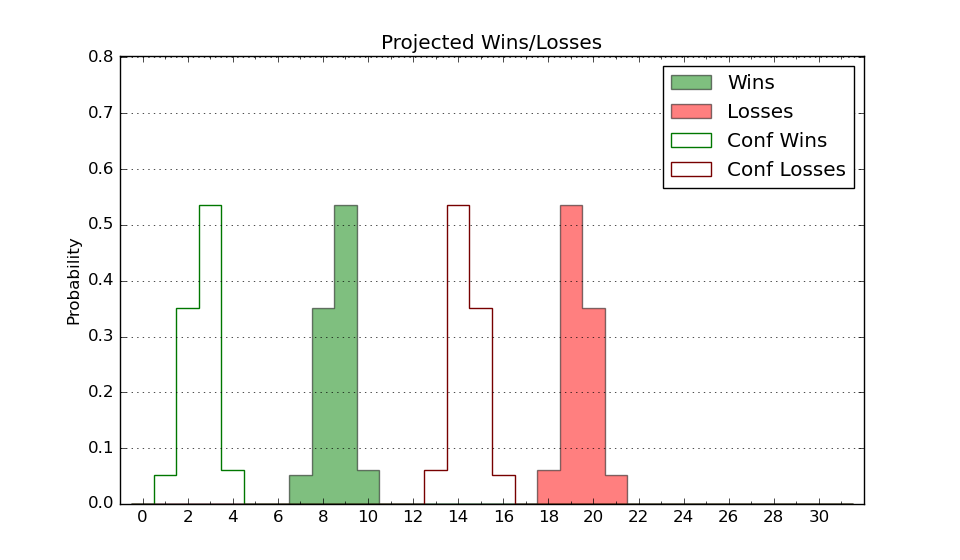 Projected Wins/Losses
0.8
0.7
0.6
0.5
0.4
0.3
0.2
0.1
0.0
Probability
Wins
Losses
Conf Wins
Conf Losses
0 2 4 6 8 10 12 14 16 18 20 22 24 26 28 30